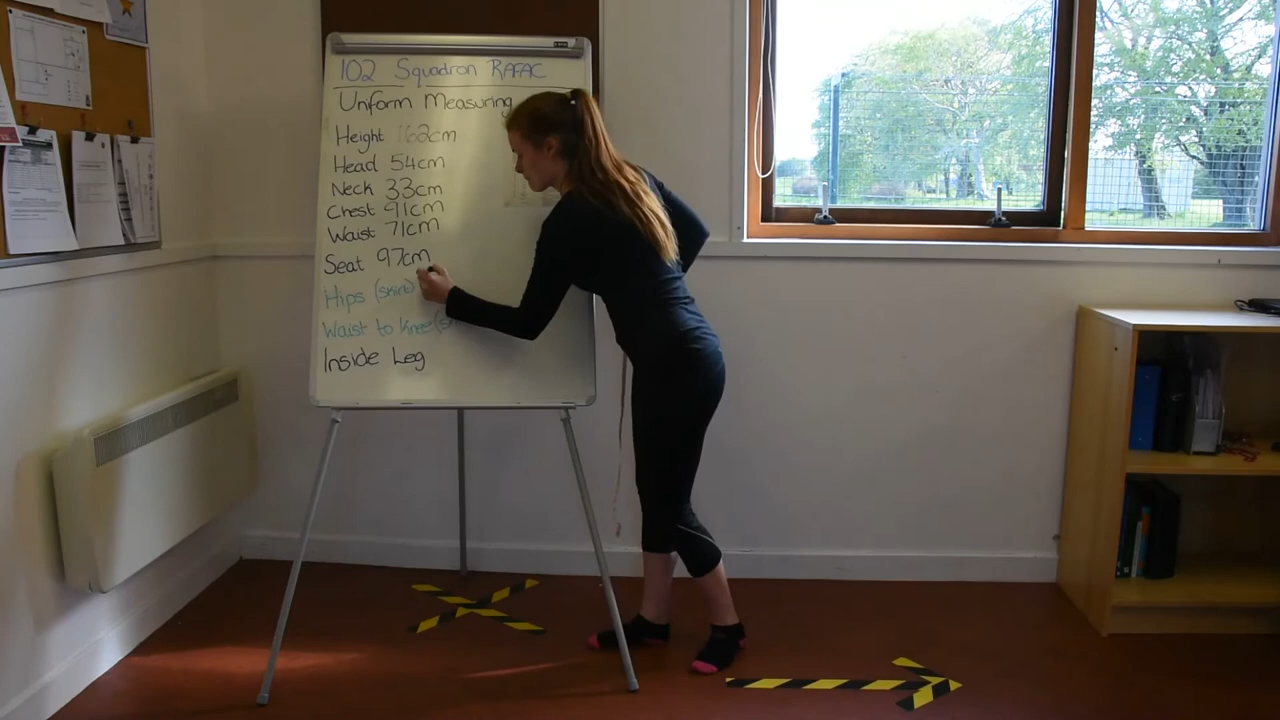 102 Squadron RAFAC
Uniform Measuring
Height 162cm
Head 54cm
Neck 33cm
Chest 91cm
Waist 71cm
Seat 97cm
Hips (skirt)
Waist to knee (s
Inside Leg